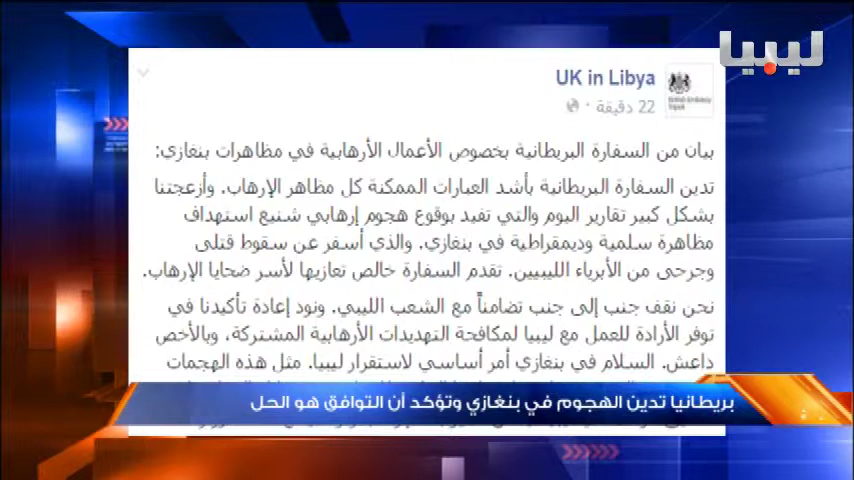 ليبيا
UK in Libya
22 دقيقة ·
بيان من السفارة البريطانية بخصوص الأعمال الأرهابية في مظاهرات بنغازي:
تدين السفارة البريطانية بأشد العبارات الممكنة كل مظاهر الإرهاب. وأزعجتنا
بشكل كبير تقارير اليوم والتي تفيد بوقوع هجوم إرهابي شنيع استهداف
مظاهرة سلمية وديمقراطية في بنغازي. والذي أسفر عن سقوط قتلى
وجرحى من الأبرياء الليبيين. تقدم السفارة خالص تعازيها لأسر ضحايا الإرهاب.
نحن نقف جنب إلى جنب تضامناً مع الشعب الليبي. ونود إعادة تأكيدنا في
توفر الأرادة للعمل مع ليبيا لمكافحة التهديدات الأرهابية المشتركة، وبالأخص
داعش. السلام في بنغازي أمر أساسي لاستقرار ليبيا. مثل هذه الهجمات
بريطانيا تدين الهجوم في بنغازي وتؤكد أن التوافق هو الحل